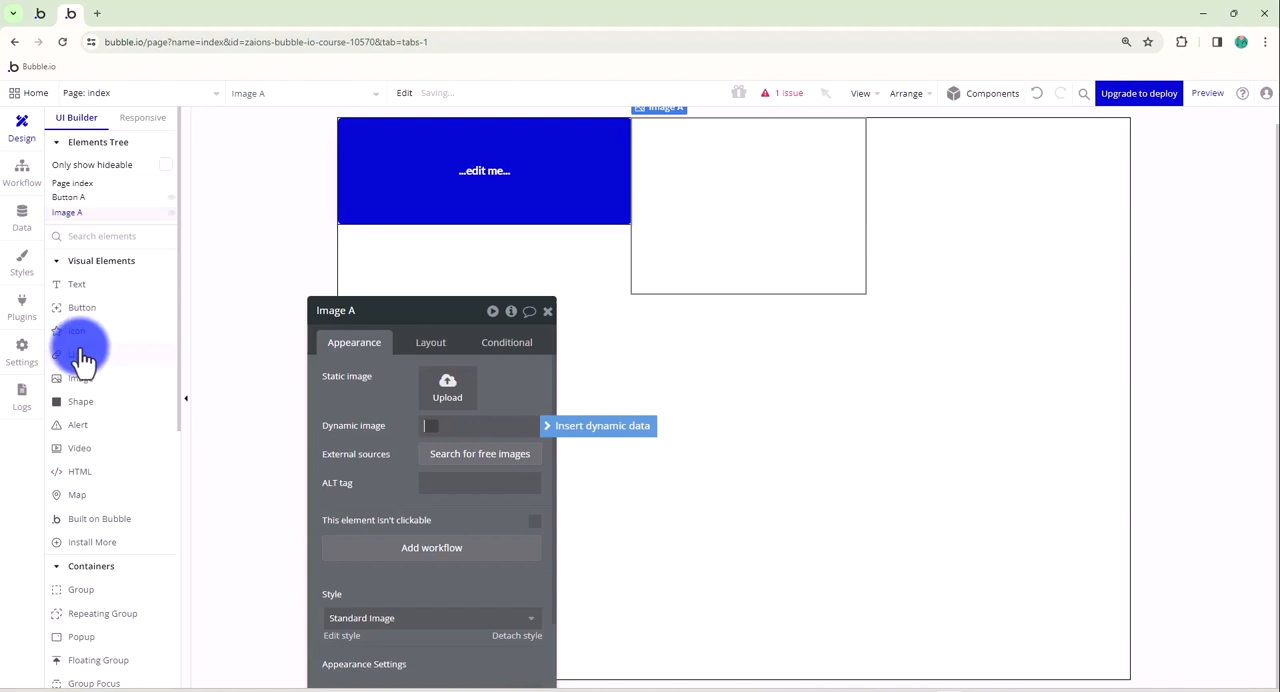 bubble.io/page?name=index&id=zaions-bubble-io-course-10570&tab=tabs-1
Bubble.io
Home
Page: index
Image A
Edit
Saving...
1 issue
View
Arrange
Components
Upgrade to deploy
Preview
Design
Workflow
Data
Styles
Plugins
Settings
Logs
UI Builder
Responsive
Elements Tree
Only show hideable
Page index
Button A
Image A
Search elements
Visual Elements
Text
Button
Icon
Image
Shape
Alert
Video
HTML
Map
Built on Bubble
Install More
Containers
Group
Repeating Group
Popup
Floating Group
Group Focus
Image A
...edit me...
Image A
Appearance
Layout
Conditional
Static image
Upload
Dynamic image
Insert dynamic data
External sources
Search for free images
ALT tag
This element isn't clickable
Add workflow
Style
Standard Image
Edit style
Detach style
Appearance Settings